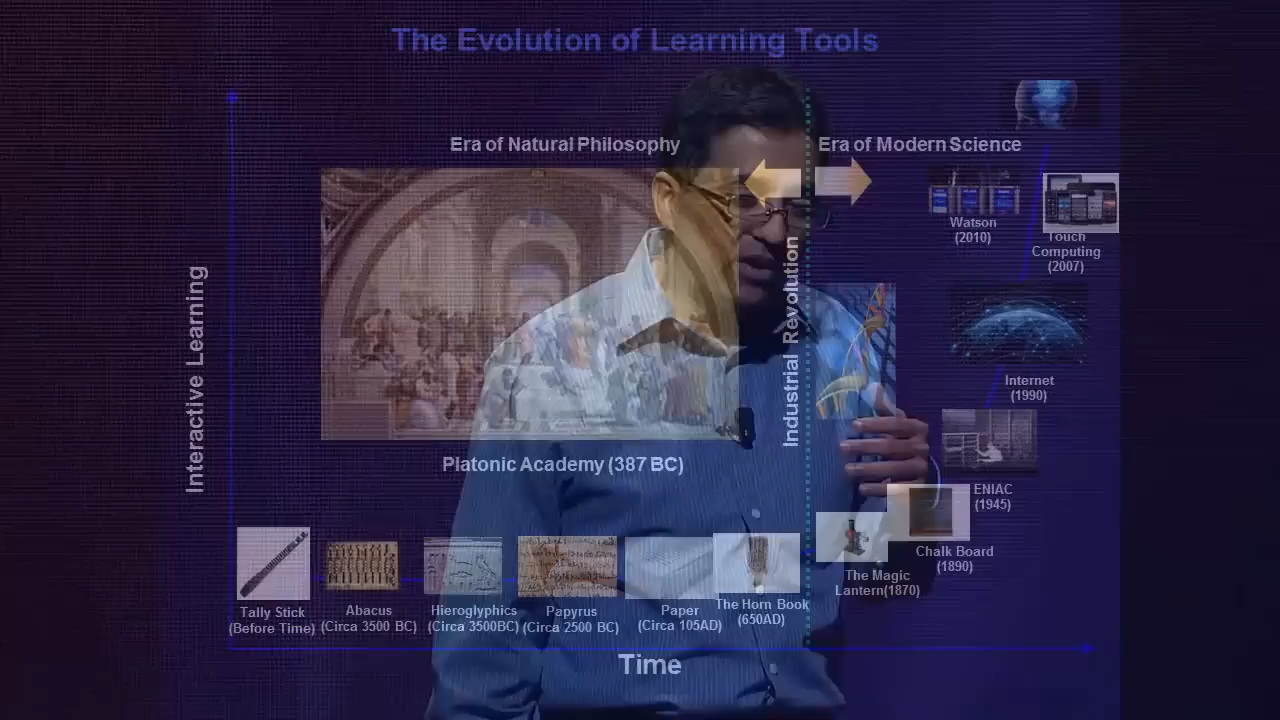 The Evolution of Learning Tools
Era of Natural Philosophy
Era of Modern Science
Watson
(2010)
Touch
Computing
(2007)
Interactive Learning
Industrial Revolution
Internet
(1990)
Platonic Academy (387 BC)
ENIAC
(1945)
Chalk Board
(1890)
The Magic
Lantern(1870)
Tally Stick
(Before Time)
Abacus
(Circa 3500 BC)
Hieroglyphics
(Circa 3500BC)
Papyrus
(Circa 2500 BC)
Paper
(Circa 105AD)
The Horn Book
(650AD)
Time